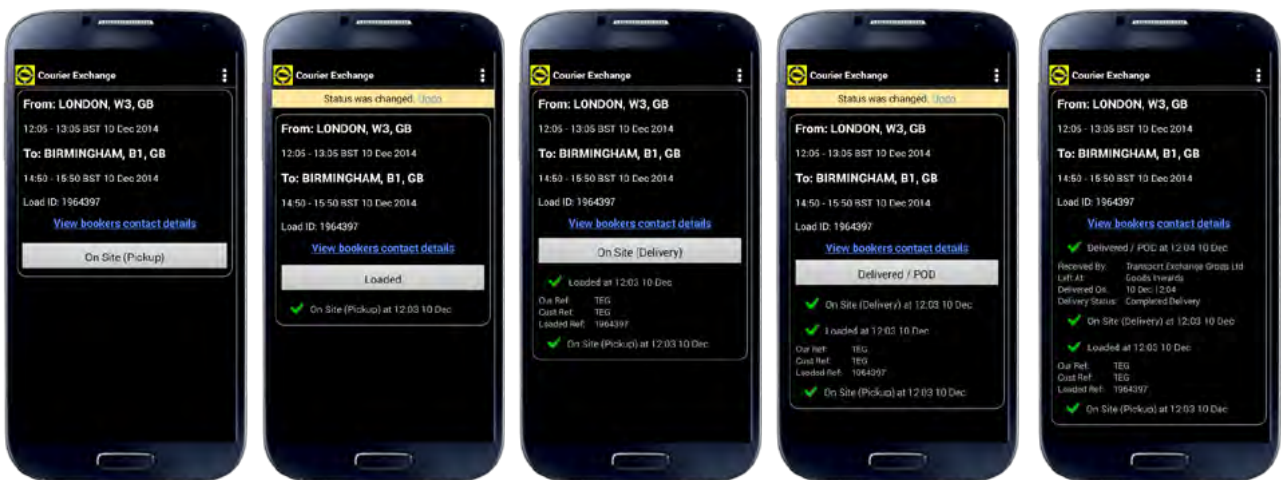 Courier Exchange
From: LONDON, W3, GB
12:05 - 13:05 BST 10 Dec 2014
To: BIRMINGHAM, B1, GB
14:50 - 15:50 BST 10 Dec 2014
Load ID: 1964397
View bookers contact details
On Site (Pickup)
Courier Exchange
Status was changed. Undo
From: LONDON, W3, GB
12:05 - 13:05 BST 10 Dec 2014
To: BIRMINGHAM, B1, GB
14:50 - 15:50 BST 10 Dec 2014
Load ID: 1964397
View bookers contact details
Loaded
On Site (Pickup) at 12:03 10 Dec
Courier Exchange
From: LONDON, W3, GB
12:05 - 13:05 BST 10 Dec 2014
To: BIRMINGHAM, B1, GB
14:50 - 15:50 BST 10 Dec 2014
Load ID: 1964397
View bookers contact details
On Site (Delivery)
Loaded at 12:03 10 Dec
Our Ref: TEG
Cust Ref: TEG
Loaded Ref: 1964397
On Site (Pickup) at 12:03 10 Dec
Courier Exchange
Status was changed. Undo
From: LONDON, W3, GB
12:05 - 13:05 BST 10 Dec 2014
To: BIRMINGHAM, B1, GB
14:50 - 15:50 BST 10 Dec 2014
Load ID: 1964397
View bookers contact details
Delivered / POD
On Site (Delivery) at 12:03 10 Dec
Loaded at 12:03 10 Dec
Our Ref: TEG
Cust Ref: TEG
Loaded Ref: 1964397
On Site (Pickup) at 12:03 10 Dec
Courier Exchange
From: LONDON, W3, GB
12:05 - 13:05 BST 10 Dec 2014
To: BIRMINGHAM, B1, GB
14:50 - 15:50 BST 10 Dec 2014
Load ID: 1964397
View bookers contact details
Delivered / POD at 12:04 10 Dec
Received By: Transport Exchange Group Ltd
Left At: Goods Inwards
Delivered On: 10 Dec 12:04
Delivery Status: Completed Delivery
On Site (Delivery) at 12:03 10 Dec
Loaded at 12:03 10 Dec
Our Ref: TEG
Cust Ref: TEG
Loaded Ref: 1964397
On Site (Pickup) at 12:03 10 Dec